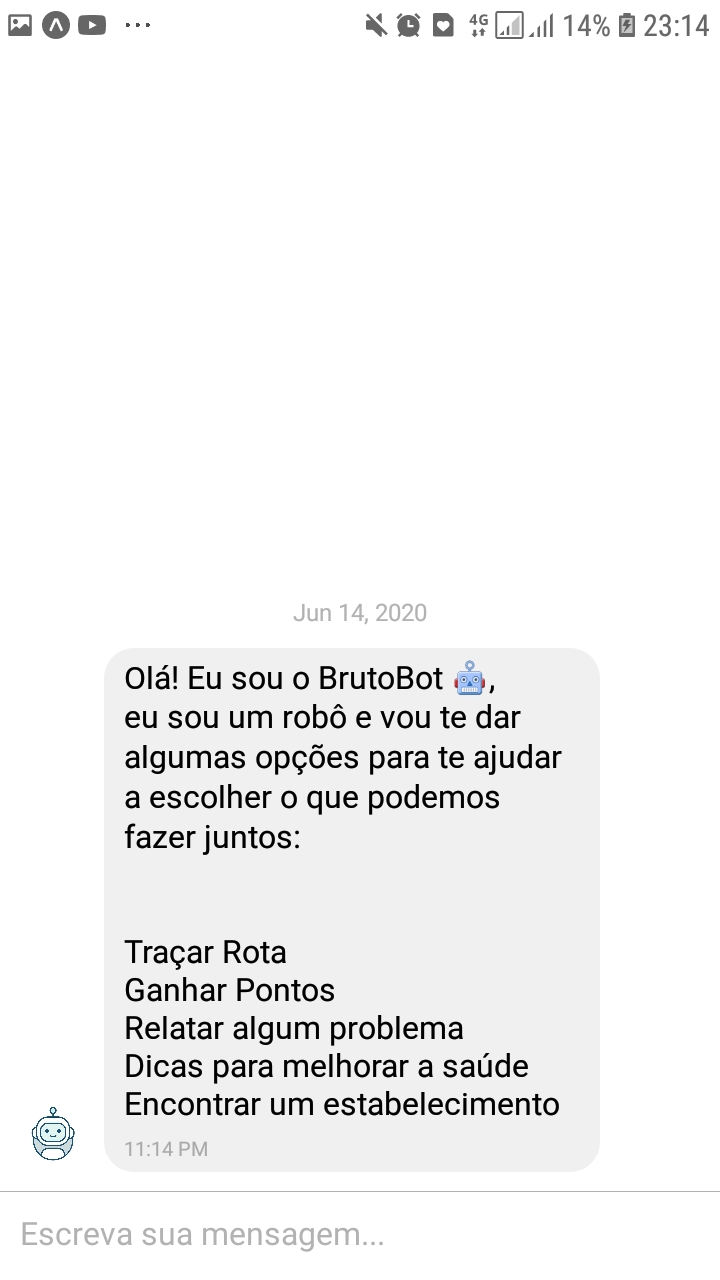 4G 14% 23:14
Jun 14, 2020
Olá! Eu sou o BrutoBot 🤖,
eu sou um robô e vou te dar
algumas opções para te ajudar
a escolher o que podemos
fazer juntos:
Traçar Rota
Ganhar Pontos
Relatar algum problema
Dicas para melhorar a saúde
Encontrar um estabelecimento
11:14 PM
Escreva sua mensagem...